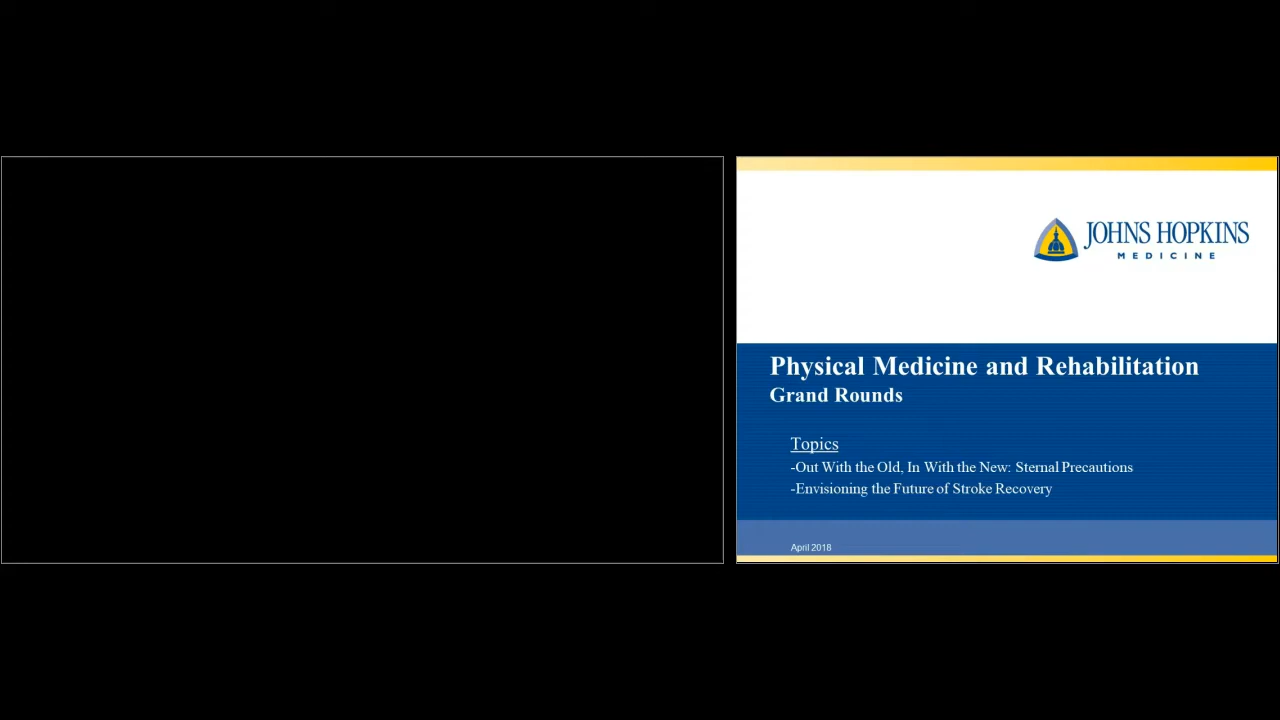 JOHNS HOPKINS
MEDICINE
Physical Medicine and Rehabilitation
Grand Rounds
Topics
-Out With the Old, In With the New: Sternal Precautions
-Envisioning the Future of Stroke Recovery
April 2018